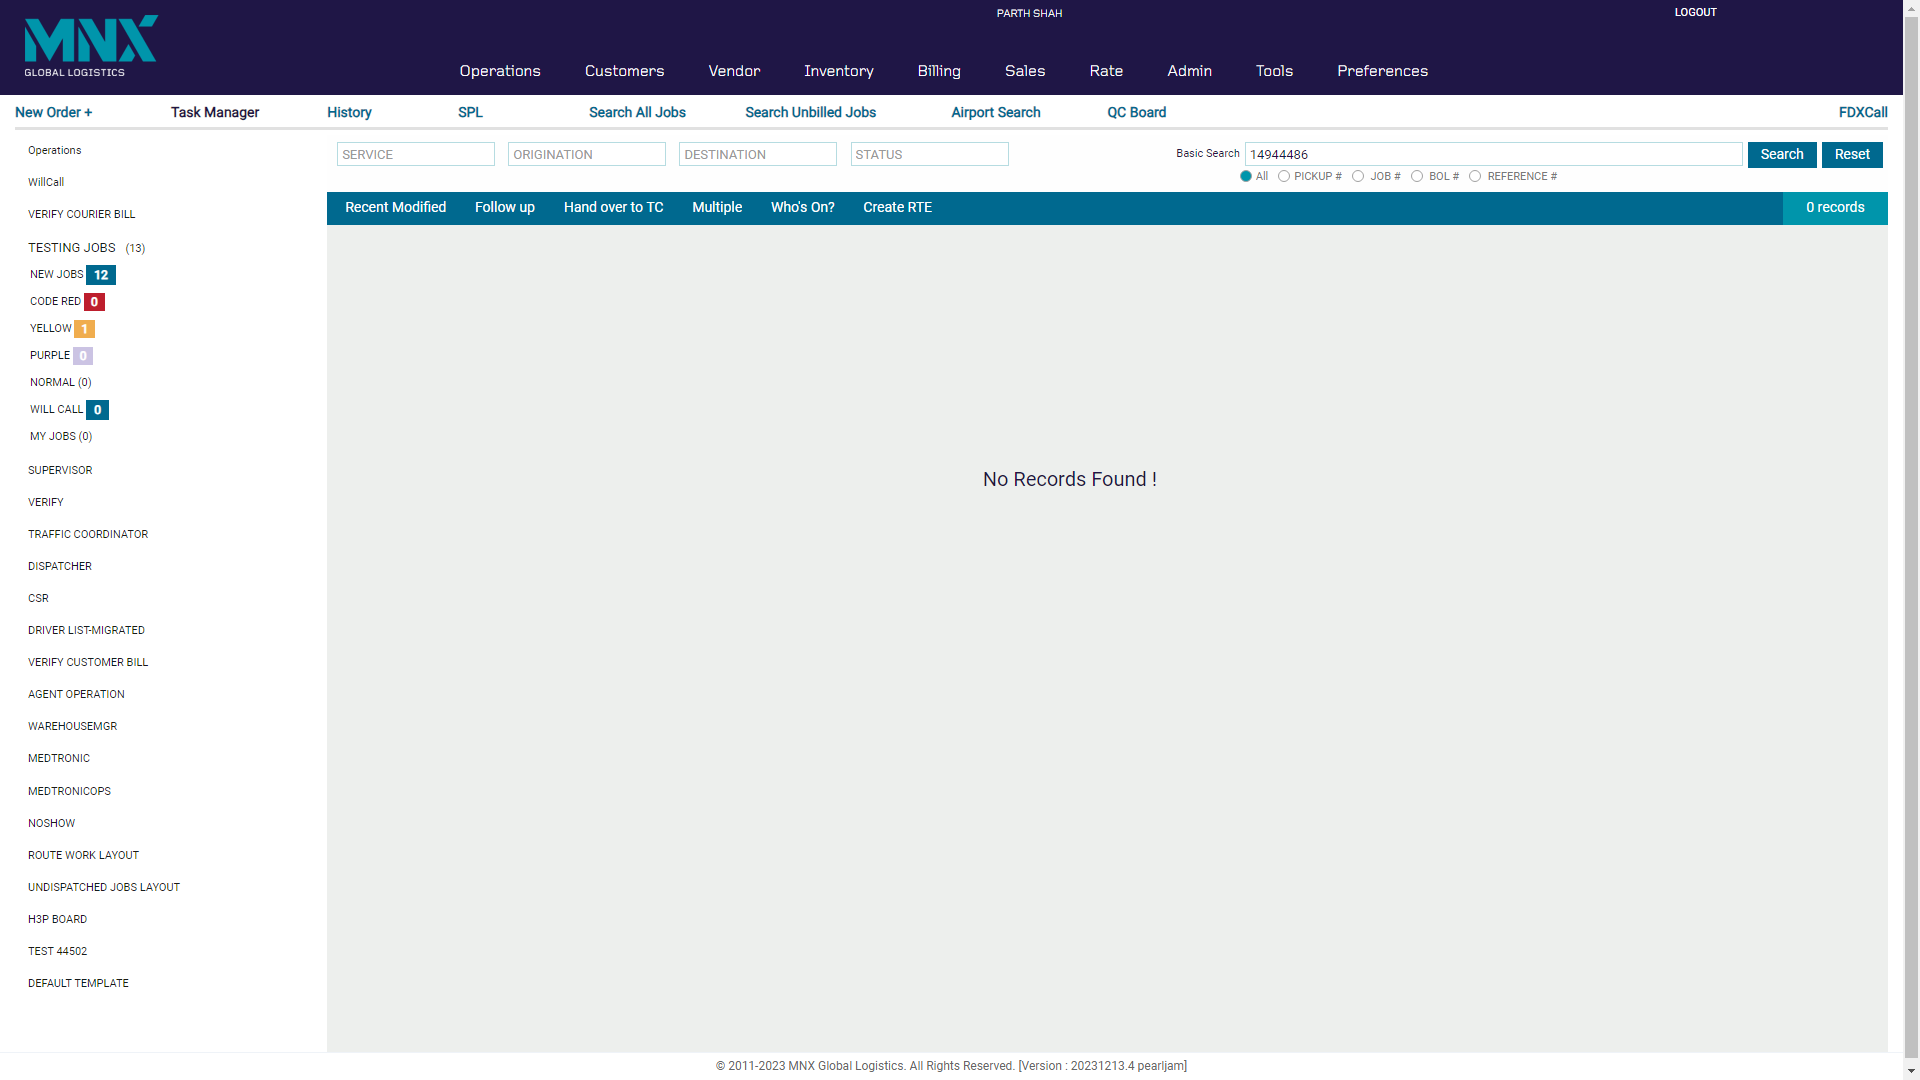 PARTH SHAH
LOGOUT
MNX
GLOBAL LOGISTICS
Operations Customers Vendor Inventory Billing Sales Rate Admin Tools Preferences
New Order + Task Manager History SPL Search All Jobs Search Unbilled Jobs Airport Search QC Board FDXCall
SERVICE ORIGINATION DESTINATION STATUS Basic Search 14944486 Search Reset
All PICKUP # JOB # BOL # REFERENCE #
Recent Modified Follow up Hand over to TC Multiple Who's On? Create RTE 0 records
Operations
WillCall
VERIFY COURIER BILL
TESTING JOBS (13)
NEW JOBS 12
CODE RED 0
YELLOW 1
PURPLE 0
NORMAL (0)
WILL CALL 0
MY JOBS (0)
SUPERVISOR
VERIFY
TRAFFIC COORDINATOR
DISPATCHER
CSR
DRIVER LIST-MIGRATED
VERIFY CUSTOMER BILL
AGENT OPERATION
WAREHOUSEMGR
MEDTRONIC
MEDTRONICOPS
NOSHOW
ROUTE WORK LAYOUT
UNDISPATCHED JOBS LAYOUT
H3P BOARD
TEST 44502
DEFAULT TEMPLATE
No Records Found !
© 2011-2023 MNX Global Logistics. All Rights Reserved. [Version : 20231213.4 pearljam]